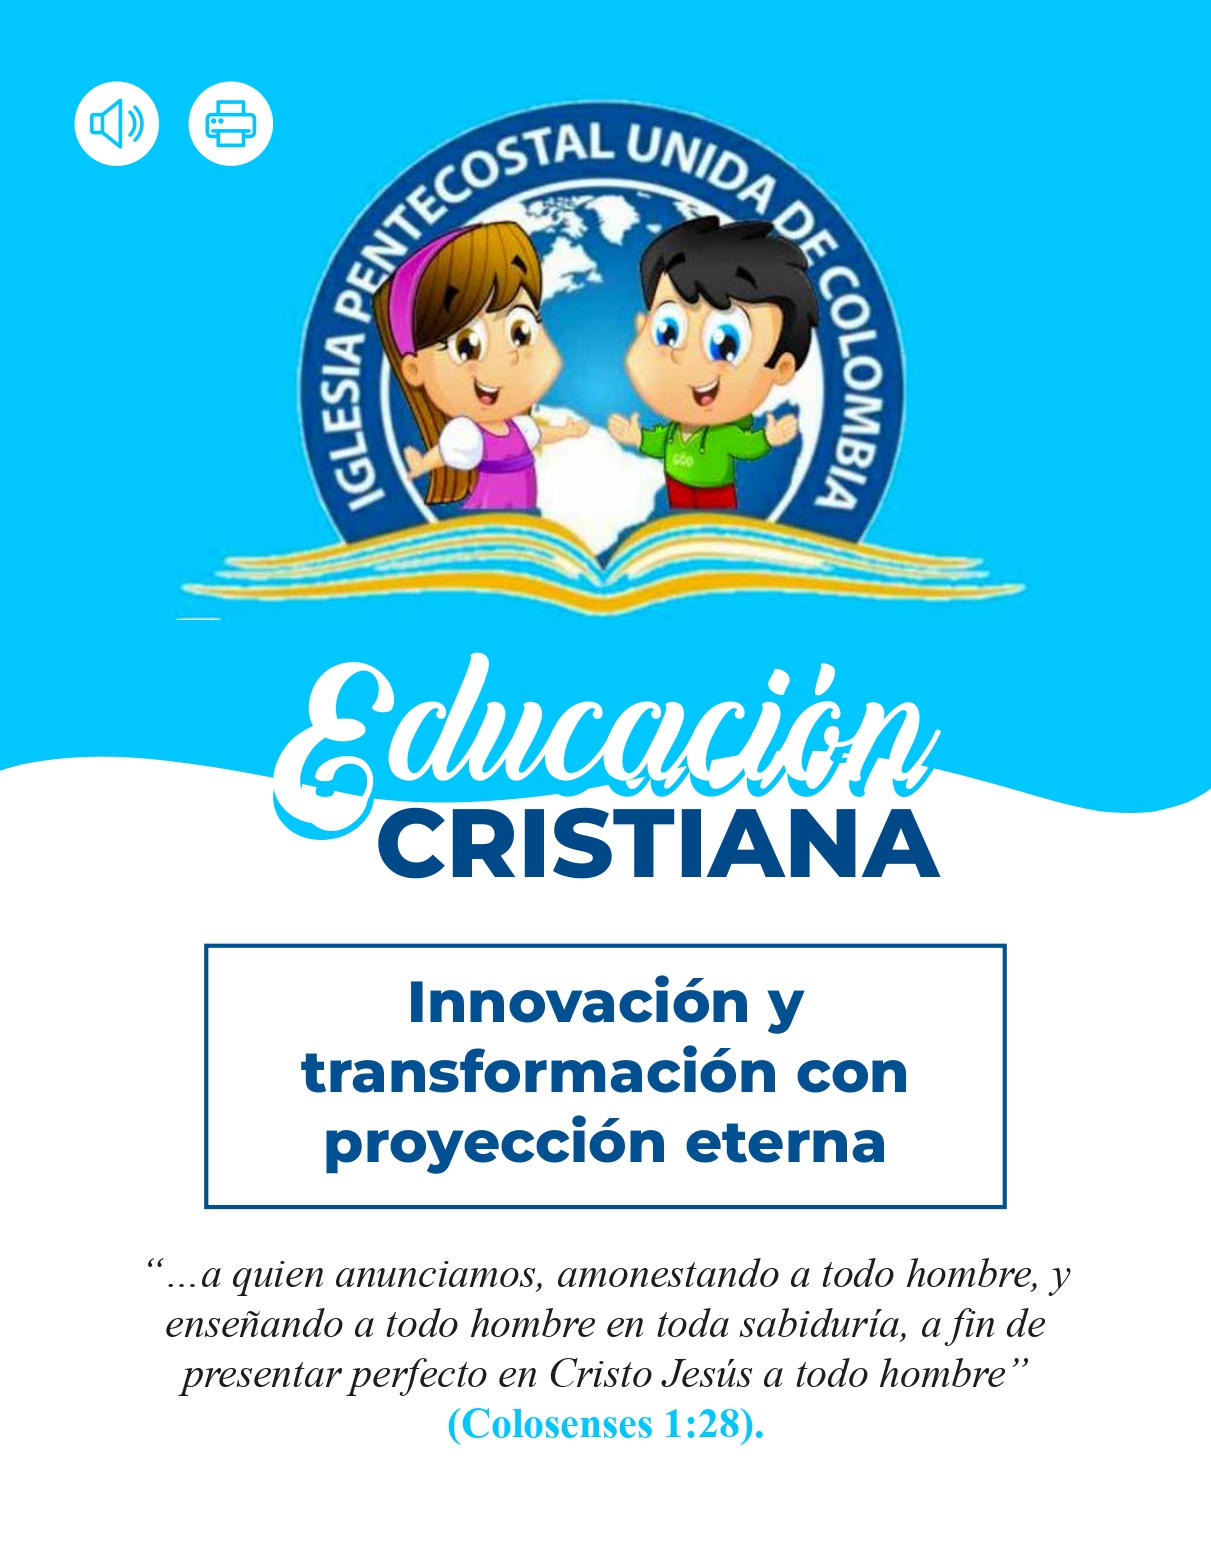 IGLESIA PENTECOSTAL UNIDA DE COLOMBIA
GOD
Educación
CRISTIANA
Innovación y
transformación con
proyección eterna
“...a quien anunciamos, amonestando a todo hombre, y
enseñando a todo hombre en toda sabiduría, a fin de
presentar perfecto en Cristo Jesús a todo hombre”
(Colosenses 1:28).